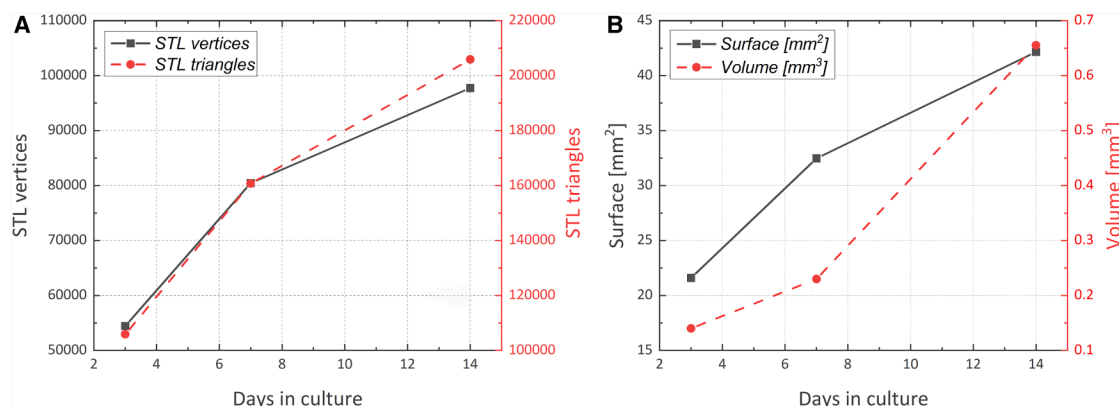 A
STL vertices
STL triangles
110000
100000
90000
80000
70000
60000
50000
STL vertices
220000
200000
180000
160000
140000
120000
100000
STL triangles
2 4 6 8 10 12 14
Days in culture
B
Surface [mm²]
Volume [mm³]
45
35
25
15
Surface [mm²]
0.7
0.6
0.5
0.4
0.3
0.2
0.1
Volume [mm³]
2 4 6 8 10 12 14
Days in culture